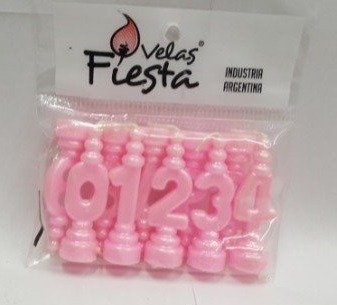 Velas®
Fiesta
INDUSTRIA
ARGENTINA
01234